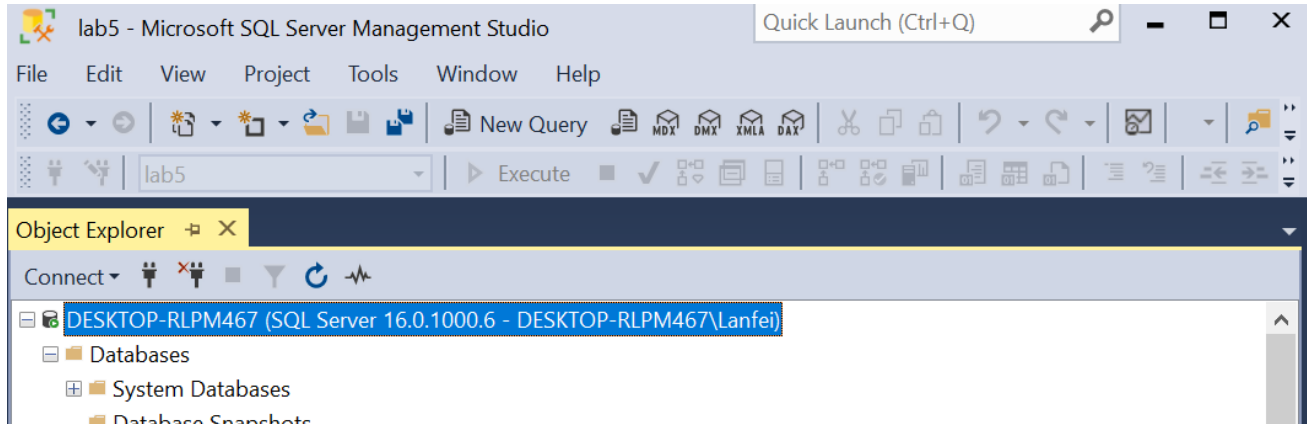 lab5 - Microsoft SQL Server Management Studio Quick Launch (Ctrl+Q)
File Edit View Project Tools Window Help
New Query MDX DMX XMLA DAX
lab5 Execute
Object Explorer
Connect
DESKTOP-RLPM467 (SQL Server 16.0.1000.6 - DESKTOP-RLPM467\Lanfei)
Databases
System Databases
Database Snapshots